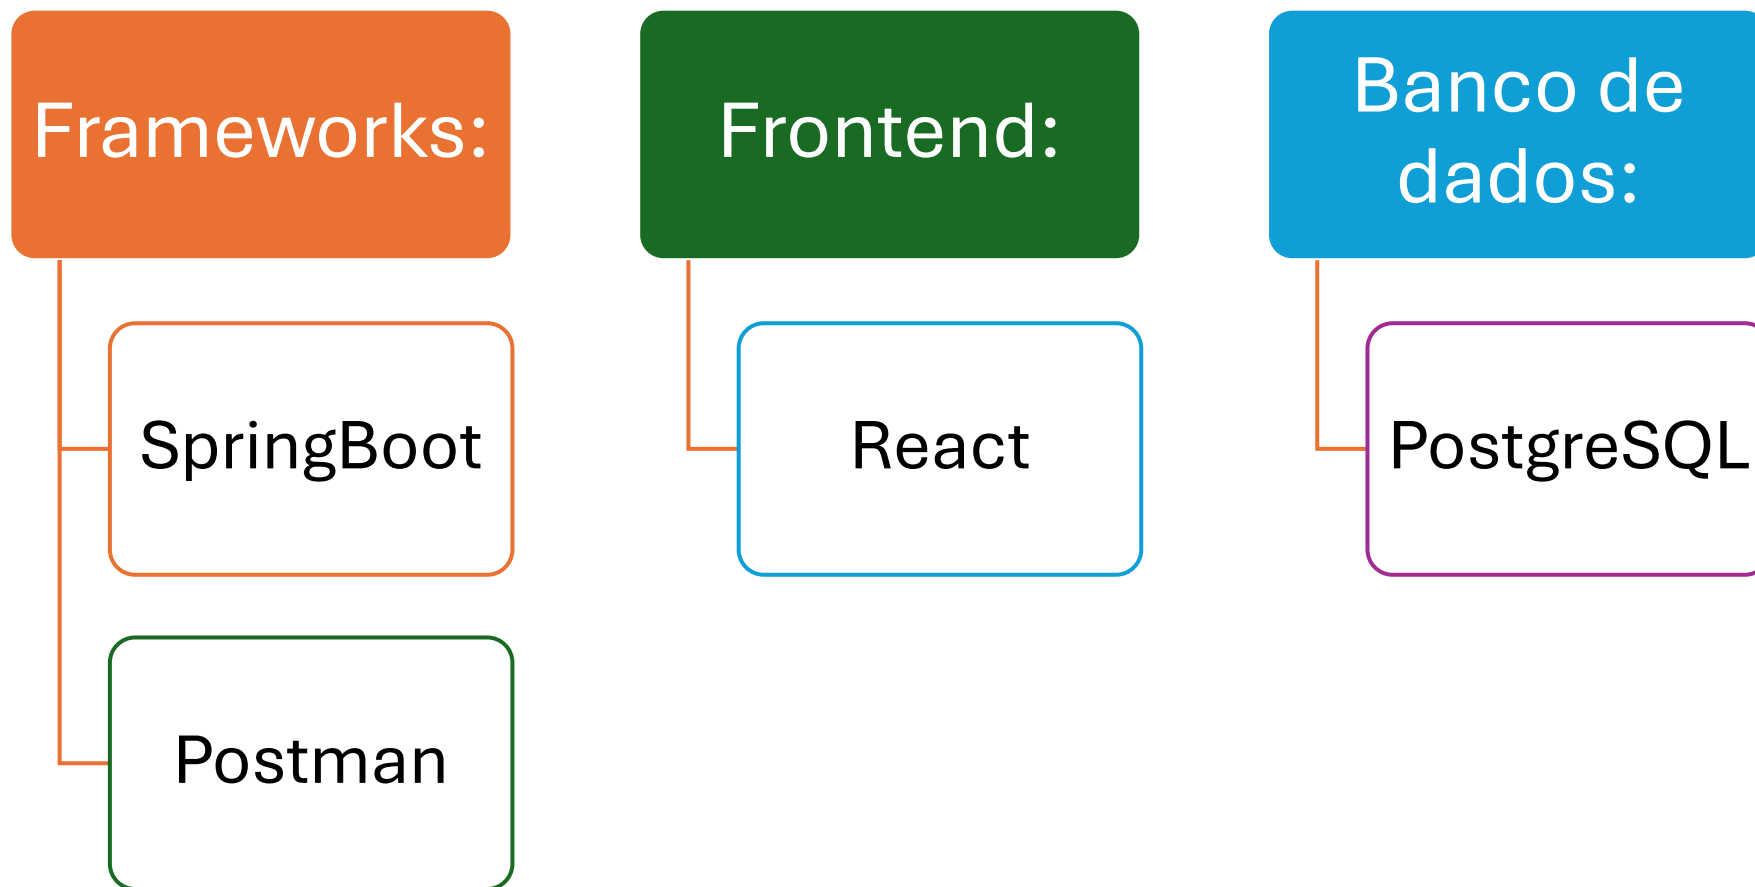 Frameworks:
SpringBoot
Postman
Frontend:
React
Banco de
dados:
PostgreSQL